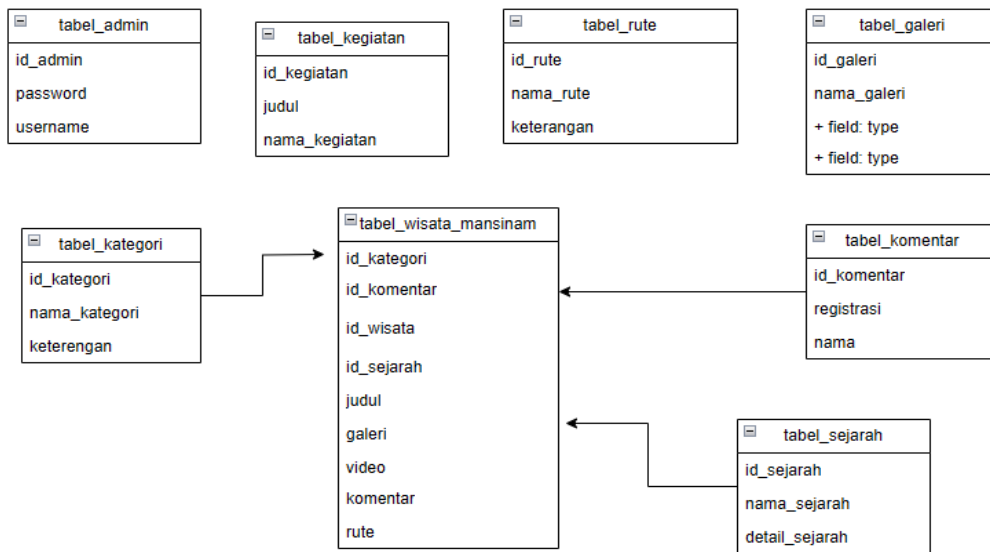 tabel_admin
id_admin
password
username
tabel_kegiatan
id_kegiatan
judul
nama_kegiatan
tabel_rute
id_rute
nama_rute
keterangan
tabel_galeri
id_galeri
nama_galeri
+ field: type
+ field: type
tabel_kategori
id_kategori
nama_kategori
keterengan
tabel_wisata_mansinam
id_kategori
id_komentar
id_wisata
id_sejarah
judul
galeri
video
komentar
rute
tabel_komentar
id_komentar
registrasi
nama
tabel_sejarah
id_sejarah
nama_sejarah
detail_sejarah